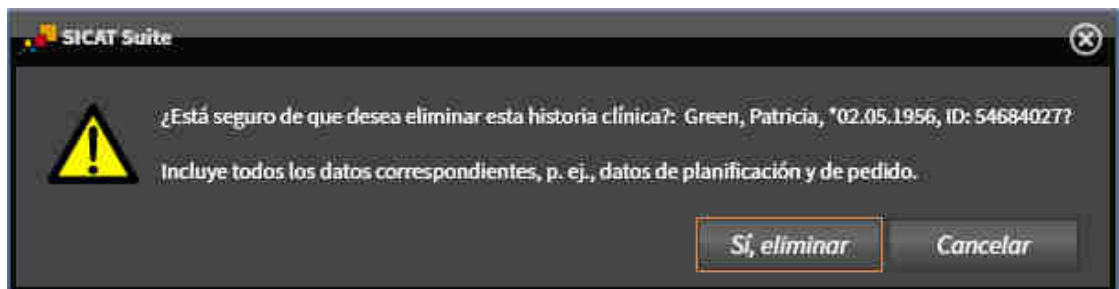 SICAT Suite
¿Está seguro de que desea eliminar esta historia clínica?: Green, Patricia, *02.05.1956, ID: 54684027?
Incluye todos los datos correspondientes, p. ej., datos de planificación y de pedido.
Sí, eliminar Cancelar